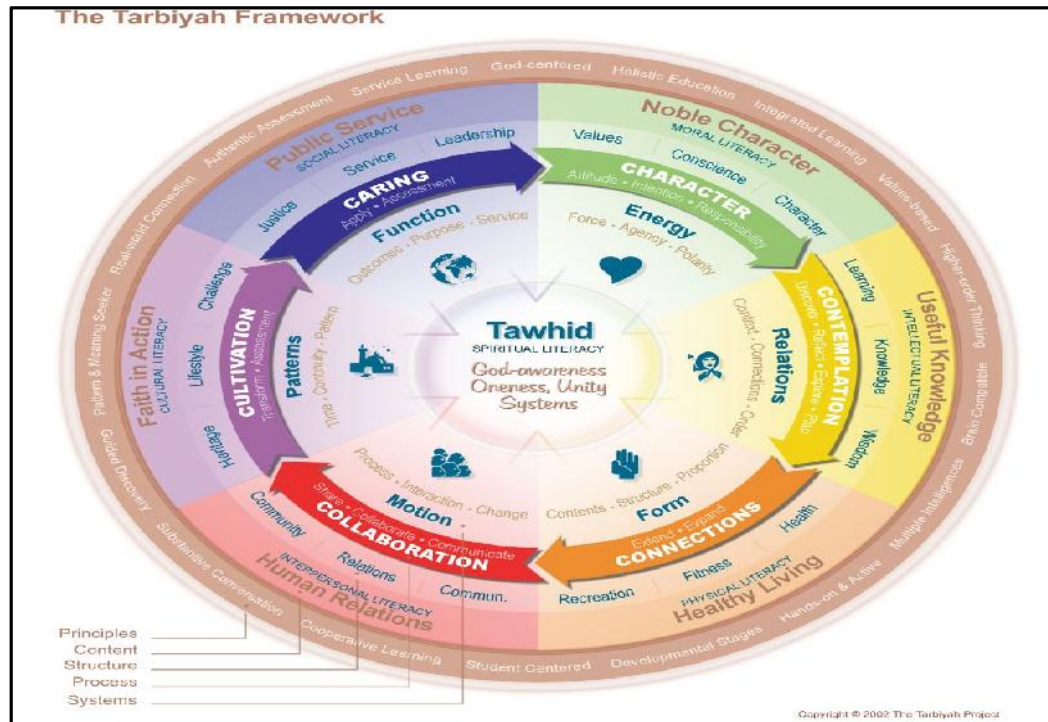 The Tarbiyah Framework
Authentic Assessment
Service Learning
God-centered
Holistic Education
Integrated Learning
Values-based
Higher-order Thinking
Brain Compatible
Multiple Intelligences
Hands-on & Active
Developmental Stages
Student Centered
Cooperative Learning
Substantive Conversation
Guided Discovery
Pattern & Meaning Seeker
Real-world Connection
Public Service
SOCIAL LITERACY
Justice
Service
Leadership
CARING
Apply • Assessment
Function
Outcomes • Purpose • Service
Noble Character
MORAL LITERACY
Values
Conscience
Character
CHARACTER
Attitude • Intention • Responsibility
Energy
Force • Agency • Polarity
Useful Knowledge
INTELLECTUAL LITERACY
Learning
Knowledge
Wisdom
CONTEMPLATION
Discover • Reflect • Explore • Plan
Relations
Context • Connections • Order
Healthy Living
PHYSICAL LITERACY
Health
Fitness
Recreation
CONNECTIONS
Extend • Expand
Form
Contents • Structure • Proportion
Human Relations
INTERPERSONAL LITERACY
Commun.
Relations
Community
COLLABORATION
Share • Collaborate • Communicate
Motion
Process • Interaction • Change
Faith in Action
CULTURAL LITERACY
Heritage
Lifestyle
Challenge
CULTIVATION
Transform • Assessment
Patterns
Time • Continuity • Pattern
Tawhid
SPIRITUAL LITERACY
God-awareness
Oneness, Unity
Systems
Principles
Content
Structure
Process
Systems
Copyright © 2002 The Tarbiyah Project